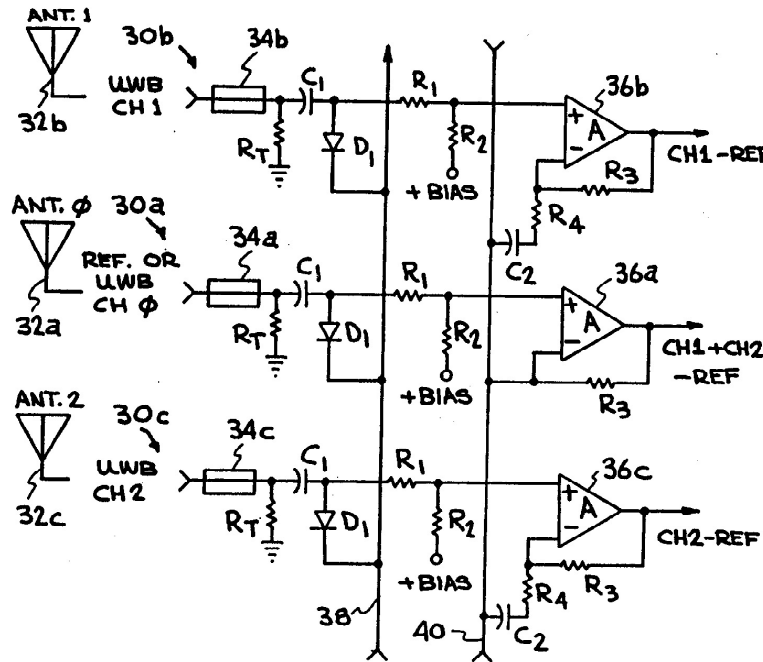 ANT. 1
30b
34b
UWB
CH 1
32b
C1
RT
D1
R1
R2
+BIAS
36b
+
A
-
CH1-REF
R3
R4
C2
ANT. φ
30a
34a
REF. OR
UWB
CH φ
32a
C1
RT
D1
R1
R2
+BIAS
36a
+
A
-
CH1+CH2
-REF
R3
ANT. 2
30c
34c
UWB
CH2
32c
C1
RT
D1
R1
R2
+BIAS
36c
+
A
-
CH2-REF
R3
R4
C2
38
40